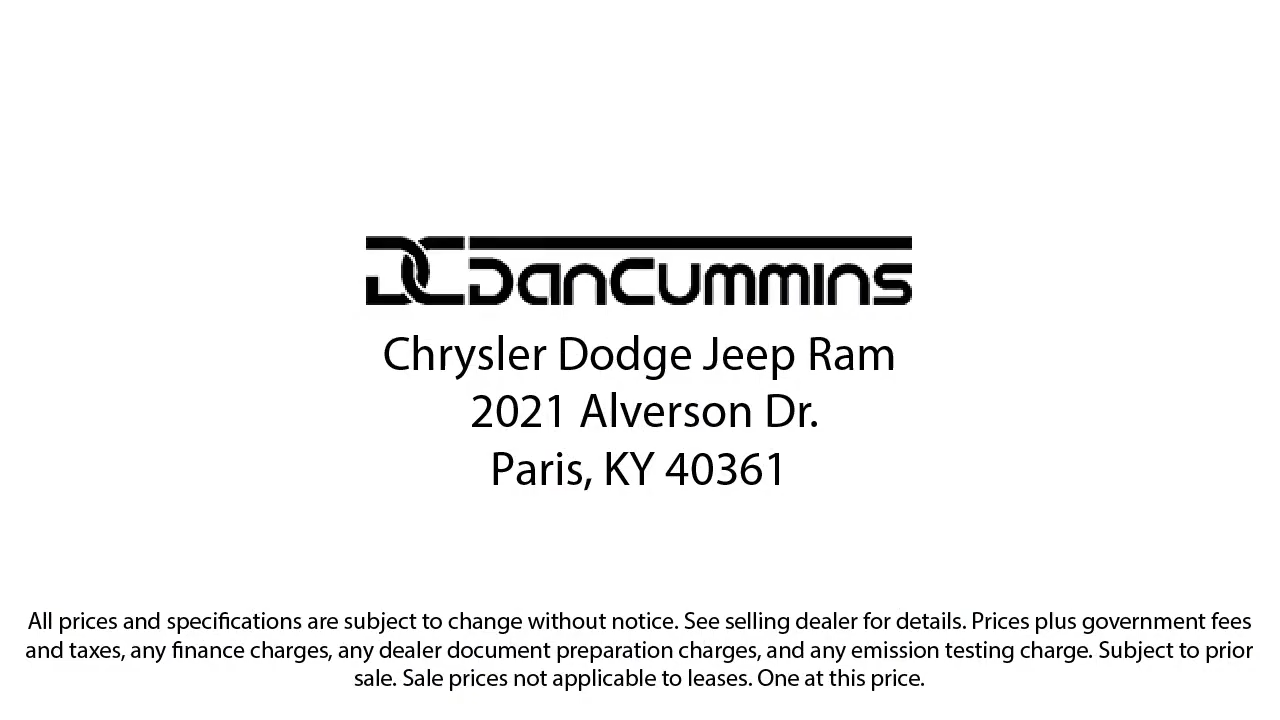 DC DanCummins
Chrysler Dodge Jeep Ram
2021 Alverson Dr.
Paris, KY 40361
All prices and specifications are subject to change without notice. See selling dealer for details. Prices plus government fees
and taxes, any finance charges, any dealer document preparation charges, and any emission testing charge. Subject to prior
sale. Sale prices not applicable to leases. One at this price.